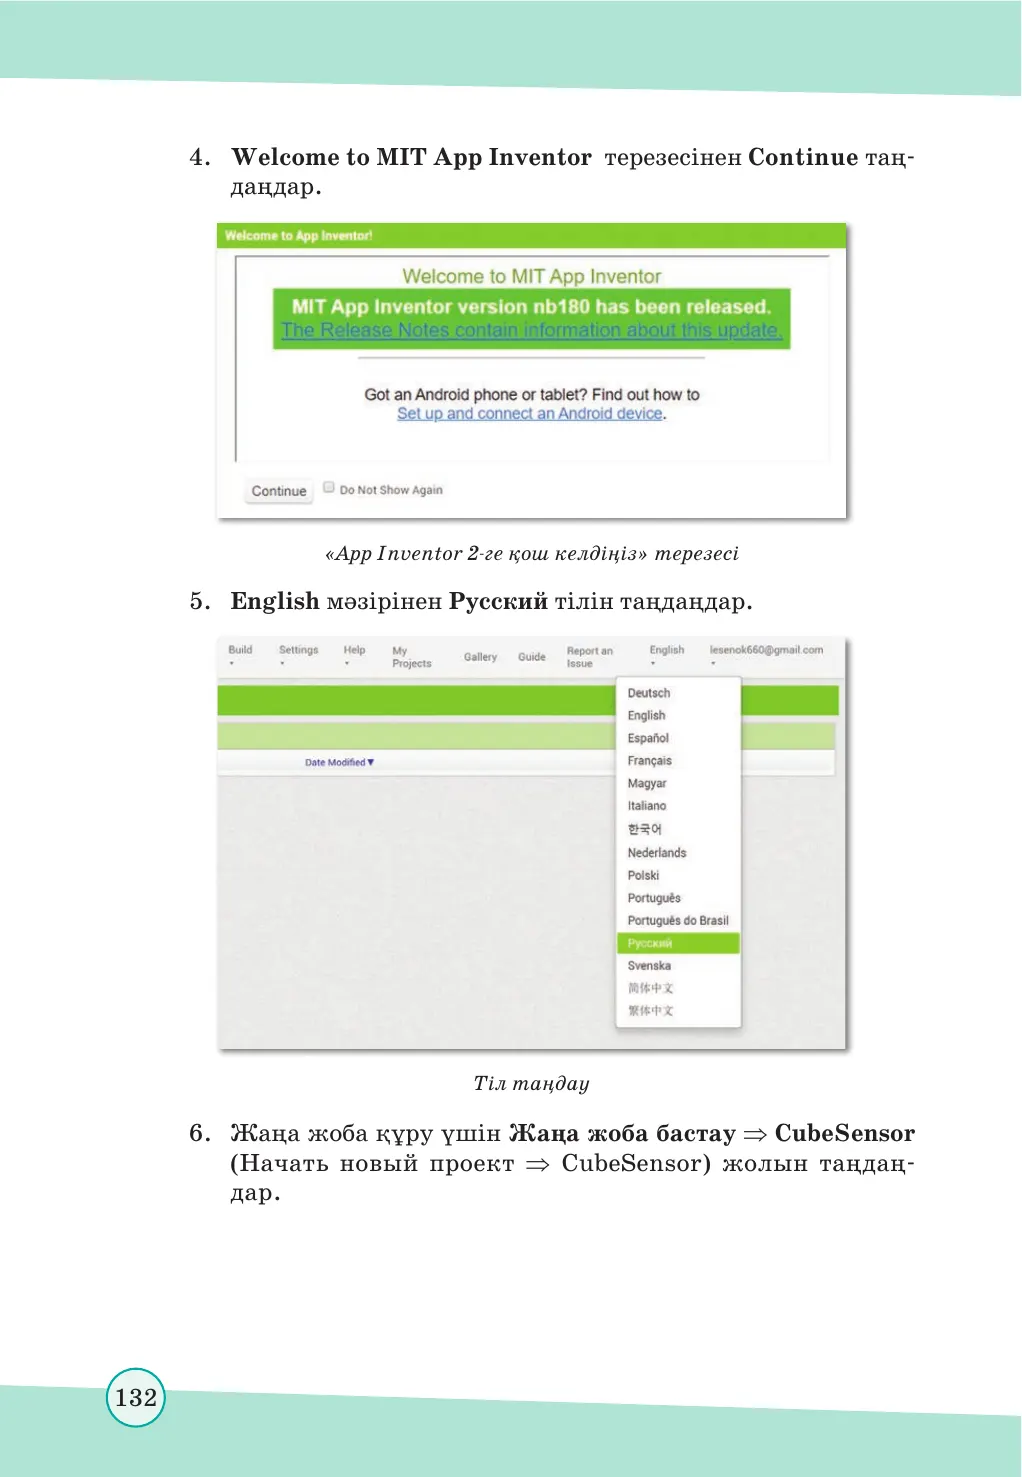 4. Welcome to MIT App Inventor терезесінен Continue таң-
даңдар.
Welcome to App Inventor!
Welcome to MIT App Inventor
MIT App Inventor version nb180 has been released.
The Release Notes contain information about this update.
Got an Android phone or tablet? Find out how to
Set up and connect an Android device.
Continue Do Not Show Again
«App Inventor 2-ге қош келдіңіз» терезесі
5. English мәзірінен Русский тілін таңдаңдар.
Build Settings Help My Projects Gallery Guide Report an Issue English lesenok660@gmail.com
Date Modified▼
Deutsch
English
Español
Français
Magyar
Italiano
한국어
Nederlands
Polski
Português
Português do Brasil
Русский
Svenska
简体中文
繁体中文
Тіл таңдау
6. Жаңа жоба құру үшін Жаңа жоба бастау ⇒ CubeSensor
(Начать новый проект ⇒ CubeSensor) жолын таңдаң-
дар.
132